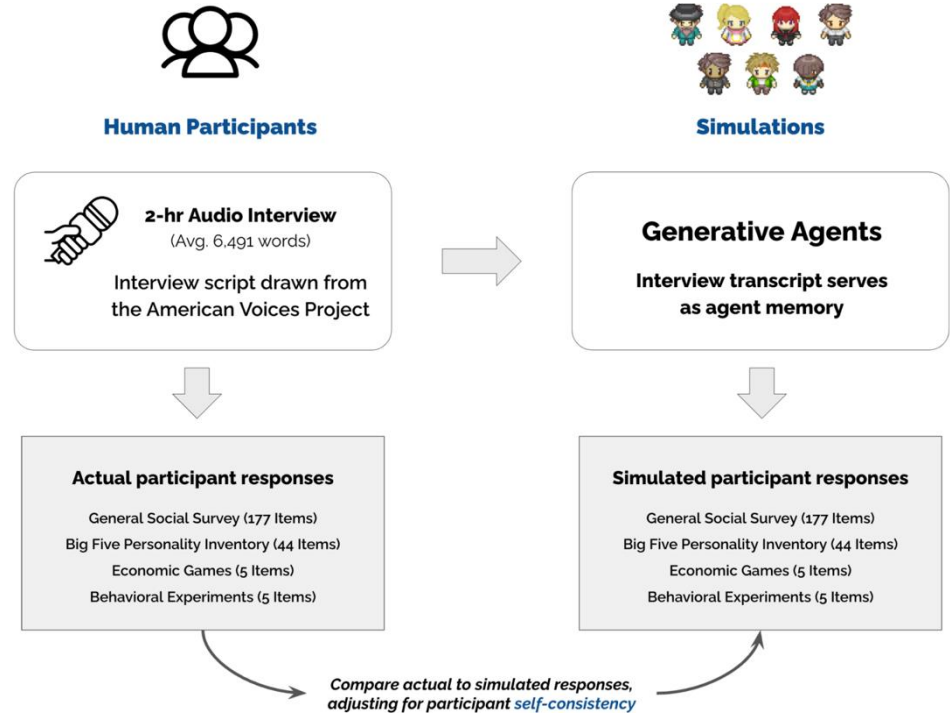 Human Participants
Simulations
2-hr Audio Interview
(Avg. 6,491 words)
Interview script drawn from
the American Voices Project
Generative Agents
Interview transcript serves
as agent memory
Actual participant responses
General Social Survey (177 Items)
Big Five Personality Inventory (44 Items)
Economic Games (5 Items)
Behavioral Experiments (5 Items)
Simulated participant responses
General Social Survey (177 Items)
Big Five Personality Inventory (44 Items)
Economic Games (5 Items)
Behavioral Experiments (5 Items)
Compare actual to simulated responses,
adjusting for participant self-consistency